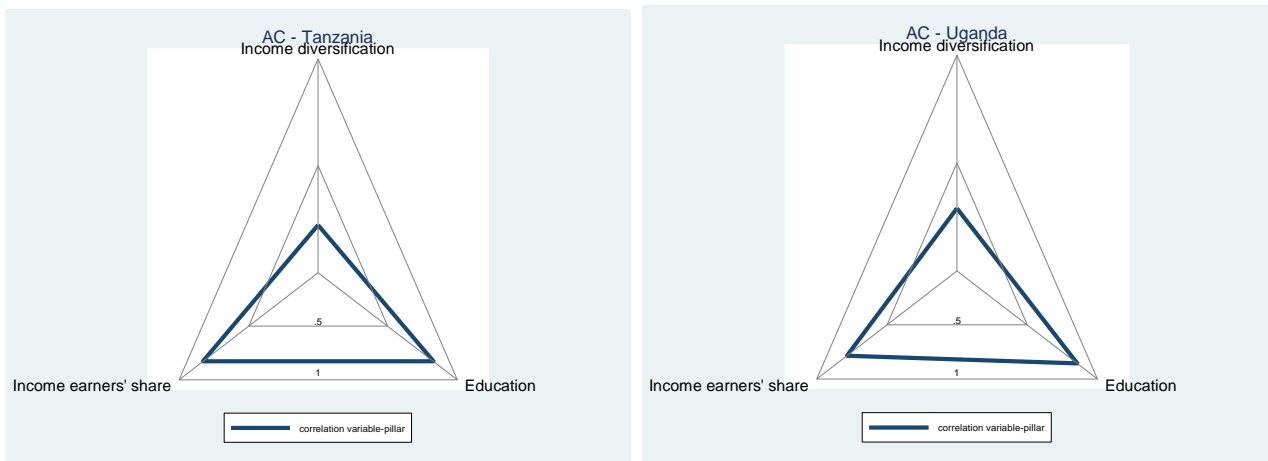 AC - Tanzania
Income diversification
.5
1
Income earners' share
Education
correlation variable-pillar
AC - Uganda
Income diversification
.5
1
Income earners' share
Education
correlation variable-pillar